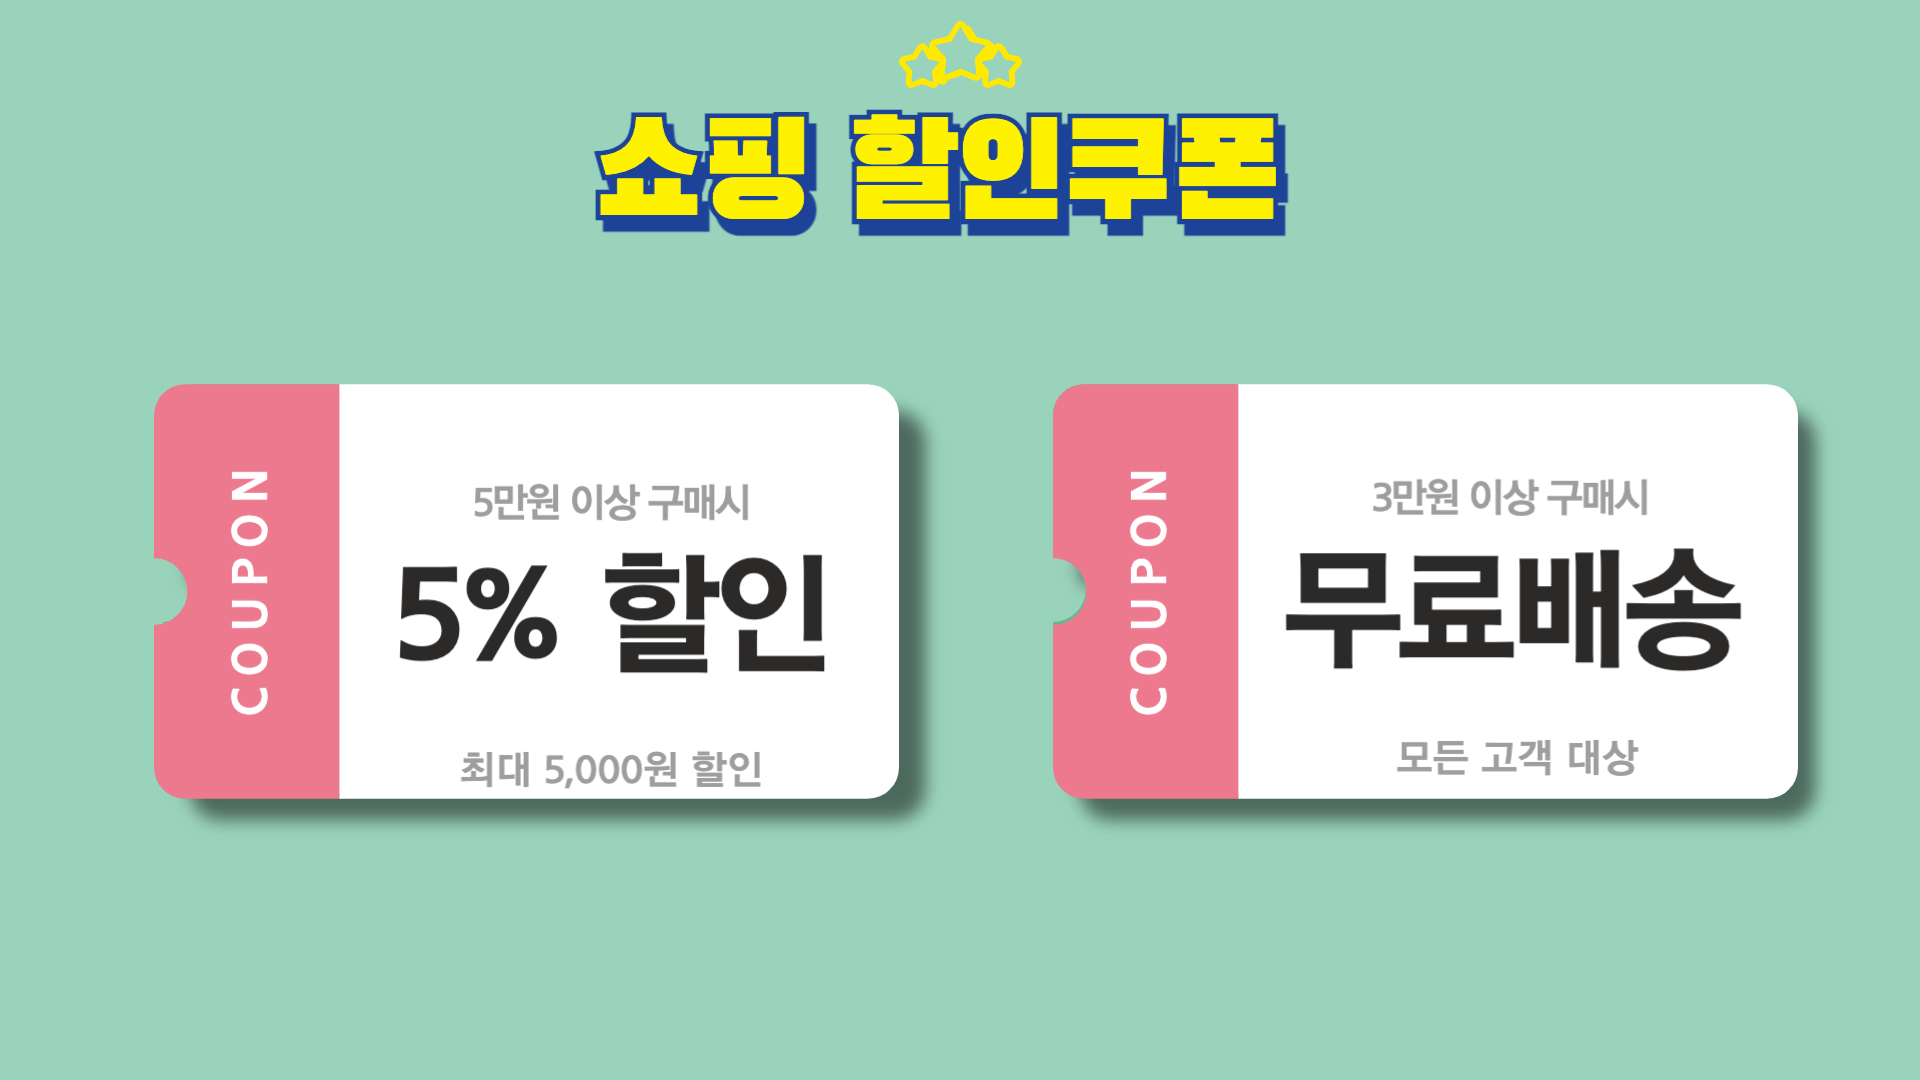 쇼핑 할인쿠폰
COUPON
5만원 이상 구매시
5% 할인
최대 5,000원 할인
COUPON
3만원 이상 구매시
무료배송
모든 고객 대상